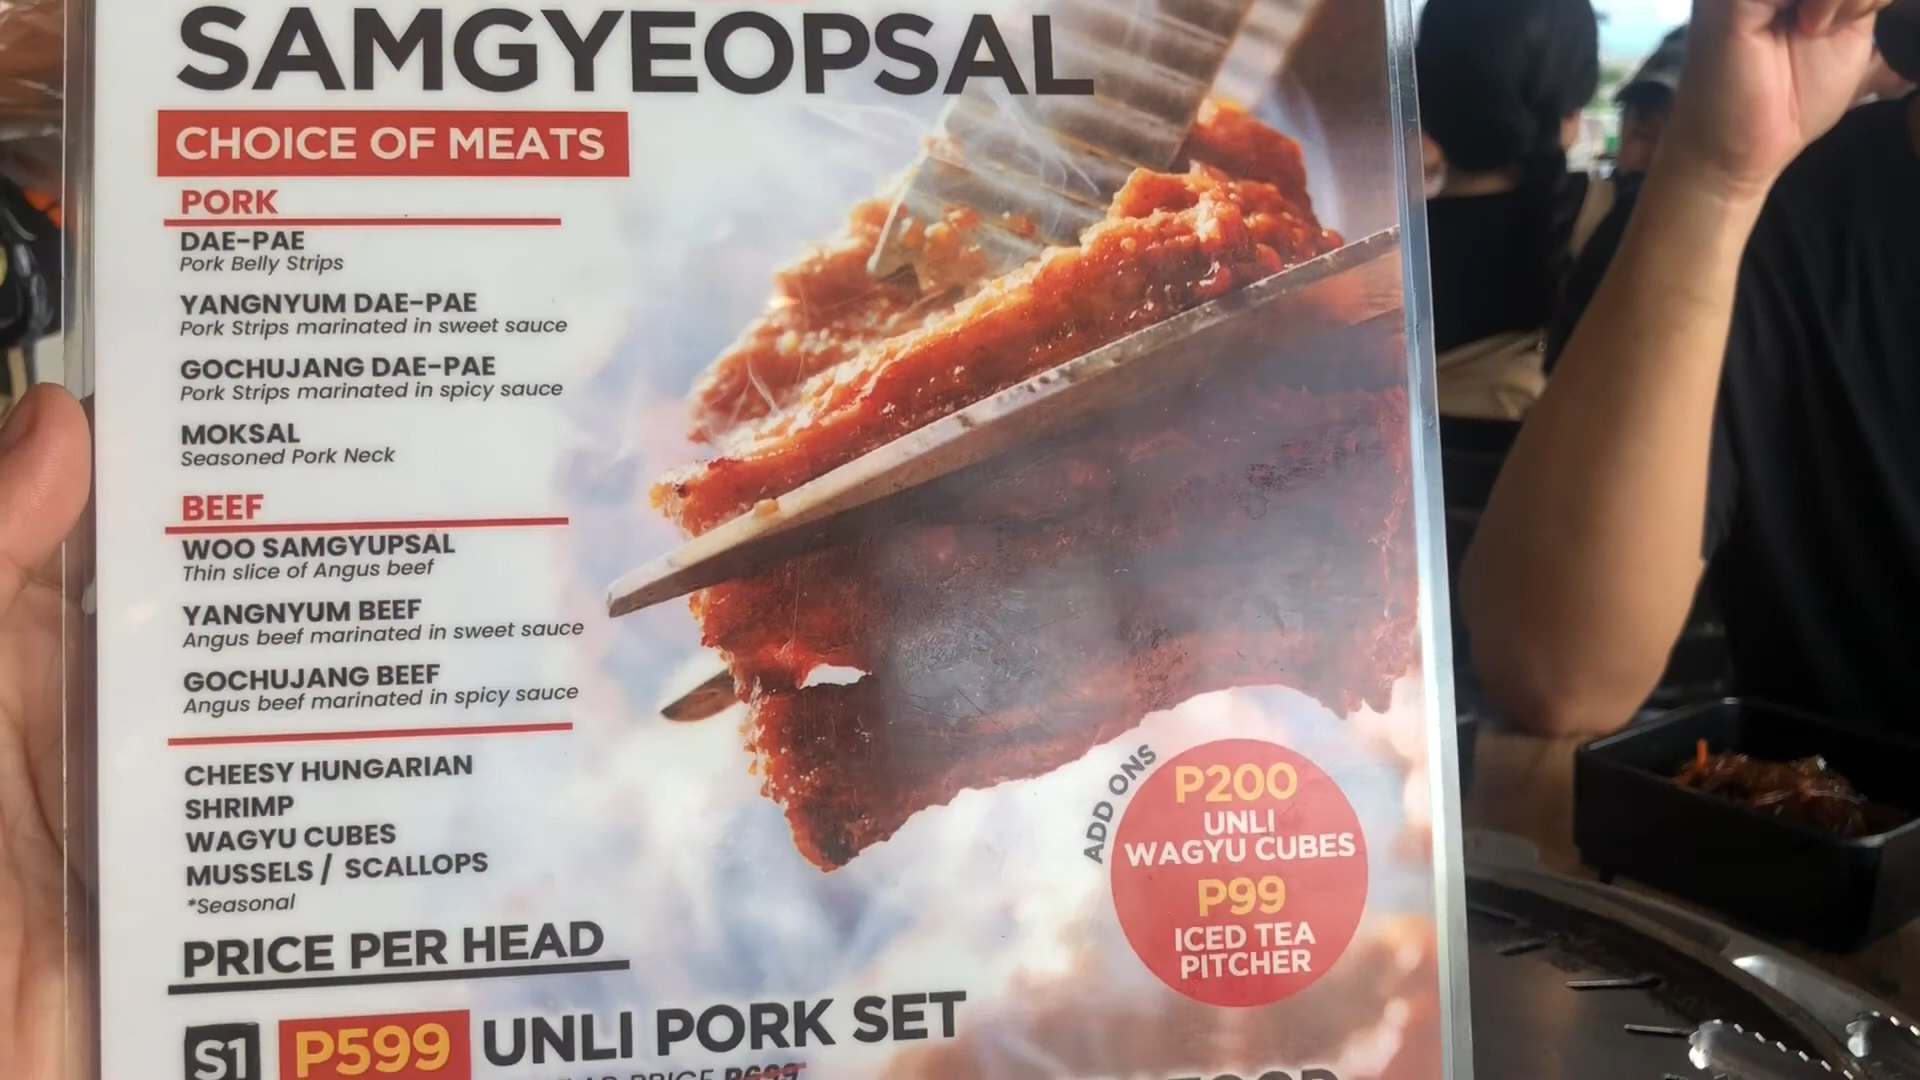 SAMGYEOPSAL
CHOICE OF MEATS
PORK
DAE-PAE
Pork Belly Strips
YANGNYUM DAE-PAE
Pork Strips marinated in sweet sauce
GOCHUJANG DAE-PAE
Pork Strips marinated in spicy sauce
MOKSAL
Seasoned Pork Neck
BEEF
WOO SAMGYUPSAL
Thin slice of Angus beef
YANGNYUM BEEF
Angus beef marinated in sweet sauce
GOCHUJANG BEEF
Angus beef marinated in spicy sauce
CHEESY HUNGARIAN
SHRIMP
WAGYU CUBES
MUSSELS / SCALLOPS
*Seasonal
ADD ONS
P200
UNLI
WAGYU CUBES
P99
ICED TEA
PITCHER
PRICE PER HEAD
S1 P599 UNLI PORK SET
PRICE P699